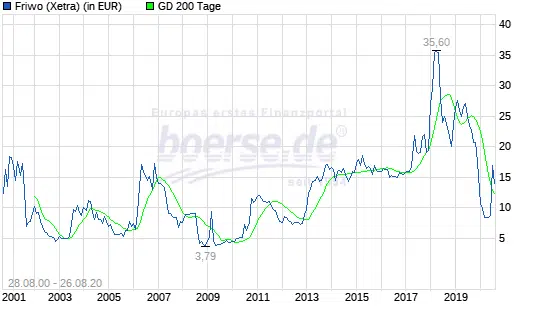 Friwo (Xetra) (in EUR) GD 200 Tage
40
35,60
35
30
25
Europas erstes Finanzportal
boerse.de®
20
15
10
5
3,79
28.08.00 - 26.08.20
2001 2003 2005 2007 2009 2011 2013 2015 2017 2019